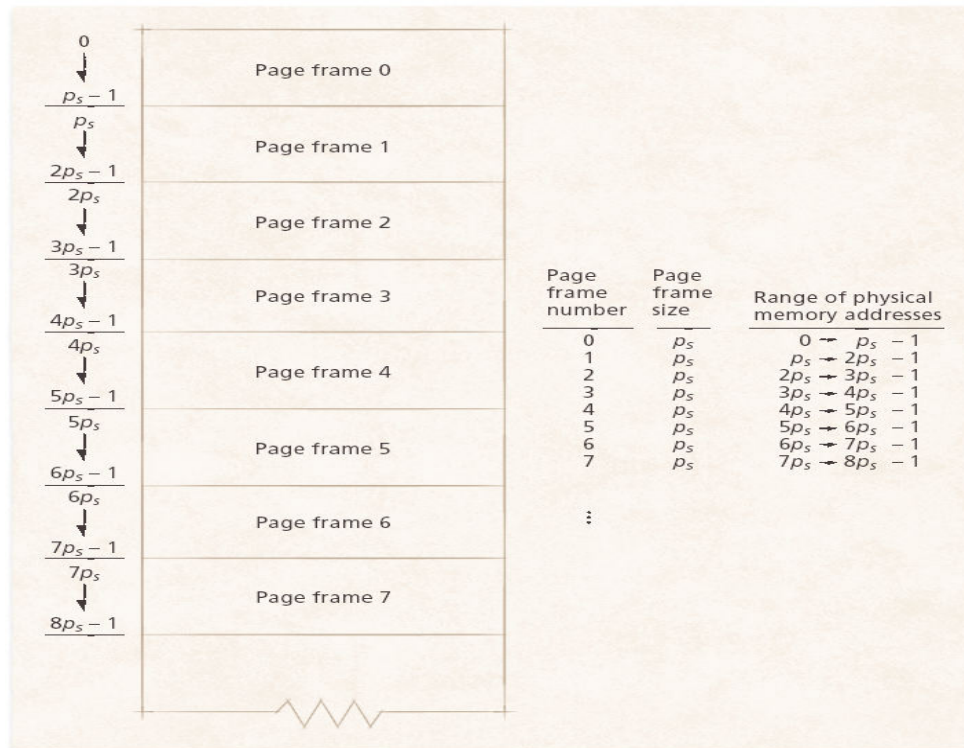 0
pₛ – 1
pₛ
2pₛ – 1
2pₛ
3pₛ – 1
3pₛ
4pₛ – 1
4pₛ
5pₛ – 1
5pₛ
6pₛ – 1
6pₛ
7pₛ – 1
7pₛ
8pₛ – 1
Page frame 0
Page frame 1
Page frame 2
Page frame 3
Page frame 4
Page frame 5
Page frame 6
Page frame 7
Page frame number Page frame size Range of physical memory addresses
0 pₛ 0 → pₛ – 1
1 pₛ pₛ → 2pₛ – 1
2 pₛ 2pₛ → 3pₛ – 1
3 pₛ 3pₛ → 4pₛ – 1
4 pₛ 4pₛ → 5pₛ – 1
5 pₛ 5pₛ → 6pₛ – 1
6 pₛ 6pₛ → 7pₛ – 1
7 pₛ 7pₛ → 8pₛ – 1
⋮